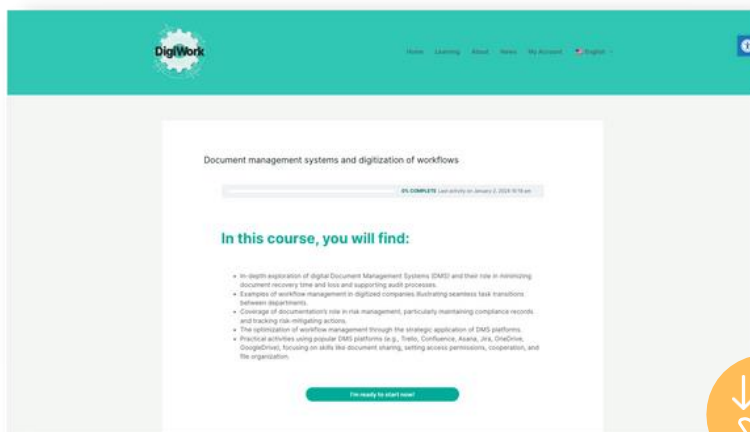 DigiWork
Home Learning About News My Account English
Document management systems and digitization of workflows
0% COMPLETE Last activity on January 2, 2024
In this course, you will find:
• In-depth exploration of digital Document Management Systems (DMS) and their role in minimizing
document recovery time and loss and supporting audit processes.
• Examples of workflow management in digitized companies illustrating seamless task transitions
between departments.
• Coverage of documentation's role in risk management, particularly maintaining compliance records
and tracking risk-mitigating actions.
• The optimization of workflow management through the strategic application of DMS platforms.
• Practical activities using popular DMS platforms (e.g., Trello, Confluence, Asana, Jira, OneDrive,
GoogleDrive), focusing on skills like document sharing, setting access permissions, cooperation, and
file organization.
I'm ready to start now!